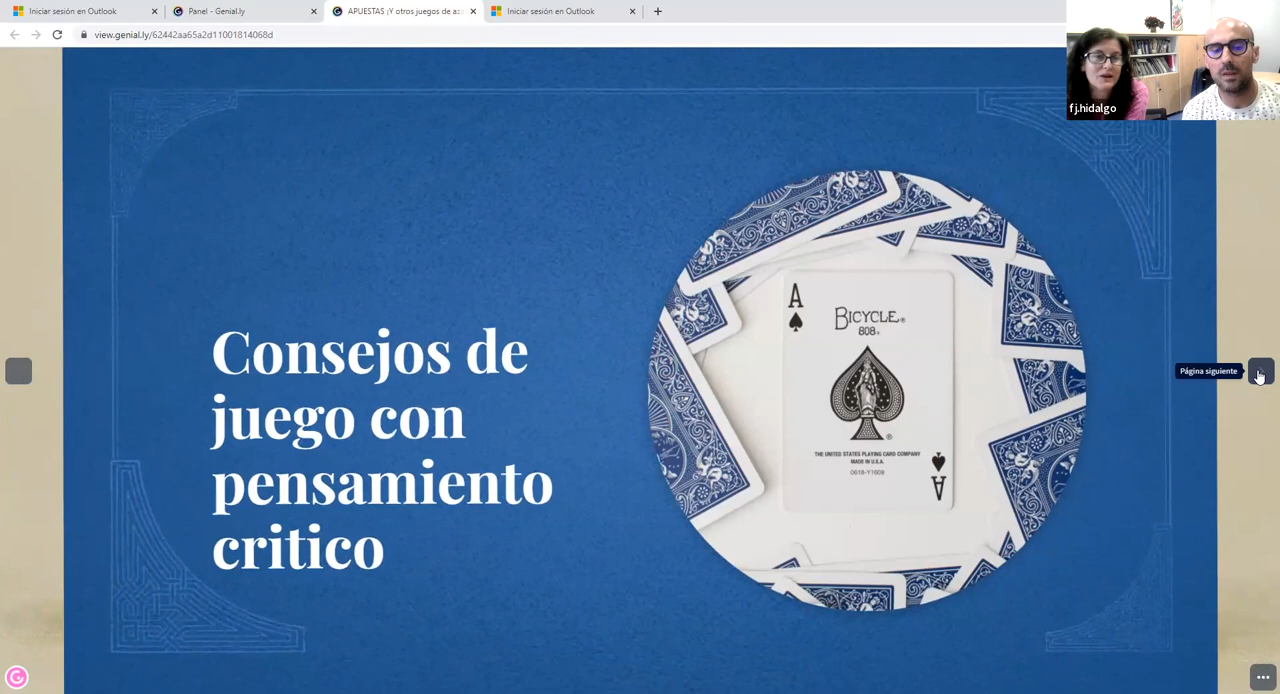 Iniciar sesión en Outlook
Panel - Genial.ly
APUESTAS ¡Y otros juegos de az
Iniciar sesión en Outlook
view.genial.ly/62442aa65a2d11001814068d
f.j.hidalgo
Consejos de
juego con
pensamiento
critico
A
BICYCLE®
808®
THE UNITED STATES PLAYING CARD COMPANY
MADE IN U.S.A.
0618-Y1608
A
Página siguiente